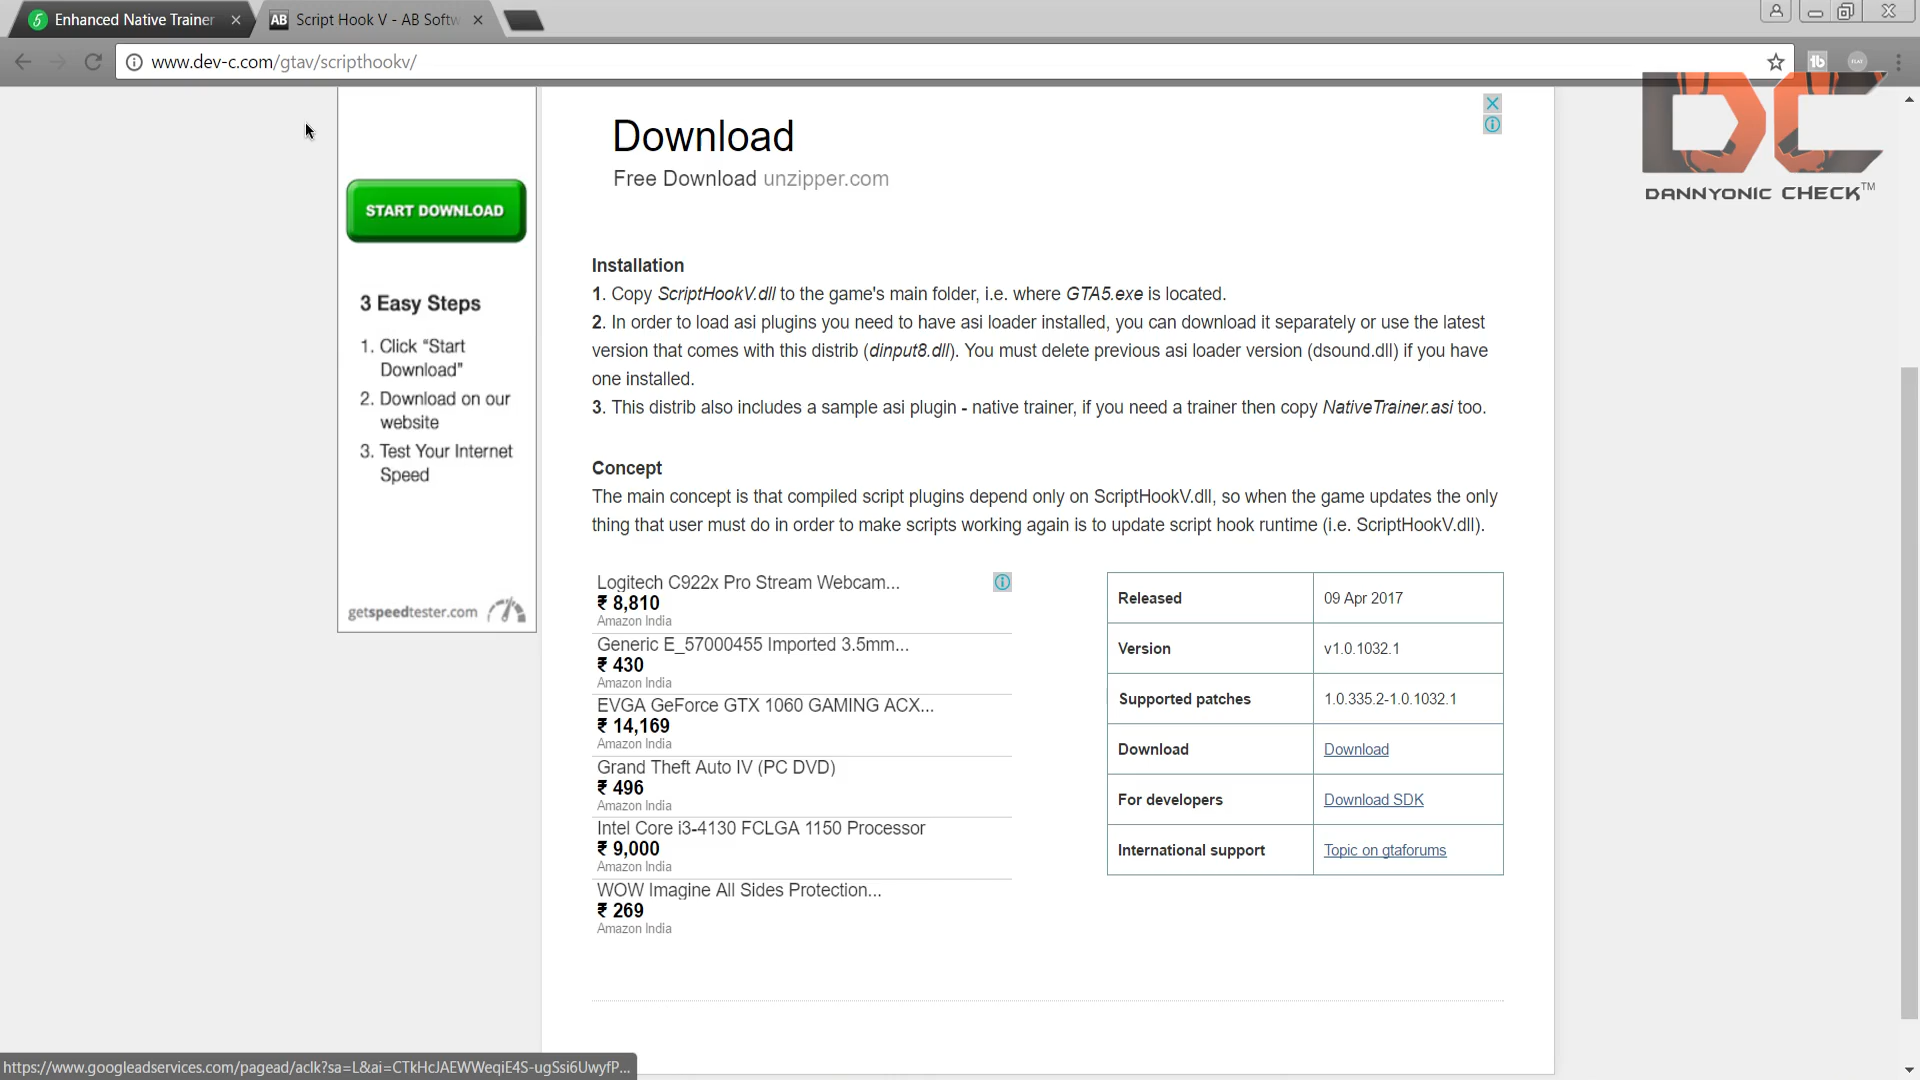 Enhanced Native Trainer
AB Script Hook V - AB Softw
www.dev-c.com/gtav/scripthookv/
DC
DANNYONIC CHECK™
START DOWNLOAD
3 Easy Steps
1. Click “Start
Download”
2. Download on our
website
3. Test Your Internet
Speed
getspeedtester.com
Download
Free Download unzipper.com
Installation
1. Copy ScriptHookV.dll to the game's main folder, i.e. where GTA5.exe is located.
2. In order to load asi plugins you need to have asi loader installed, you can download it separately or use the latest
version that comes with this distrib (dinput8.dll). You must delete previous asi loader version (dsound.dll) if you have
one installed.
3. This distrib also includes a sample asi plugin - native trainer, if you need a trainer then copy NativeTrainer.asi too.
Concept
The main concept is that compiled script plugins depend only on ScriptHookV.dll, so when the game updates the only
thing that user must do in order to make scripts working again is to update script hook runtime (i.e. ScriptHookV.dll).
Logitech C922x Pro Stream Webcam...
₹ 8,810
Amazon India
Generic E_57000455 Imported 3.5mm...
₹ 430
Amazon India
EVGA GeForce GTX 1060 GAMING ACX...
₹ 14,169
Amazon India
Grand Theft Auto IV (PC DVD)
₹ 496
Amazon India
Intel Core i3-4130 FCLGA 1150 Processor
₹ 9,000
Amazon India
WOW Imagine All Sides Protection...
₹ 269
Amazon India
Released 09 Apr 2017
Version v1.0.1032.1
Supported patches 1.0.335.2-1.0.1032.1
Download Download
For developers Download SDK
International support Topic on gtaforums
https://www.googleadservices.com/pagead/aclk?sa=L&ai=CTkHcJAEWWeqiE4S-ugSsi6UwyfP...